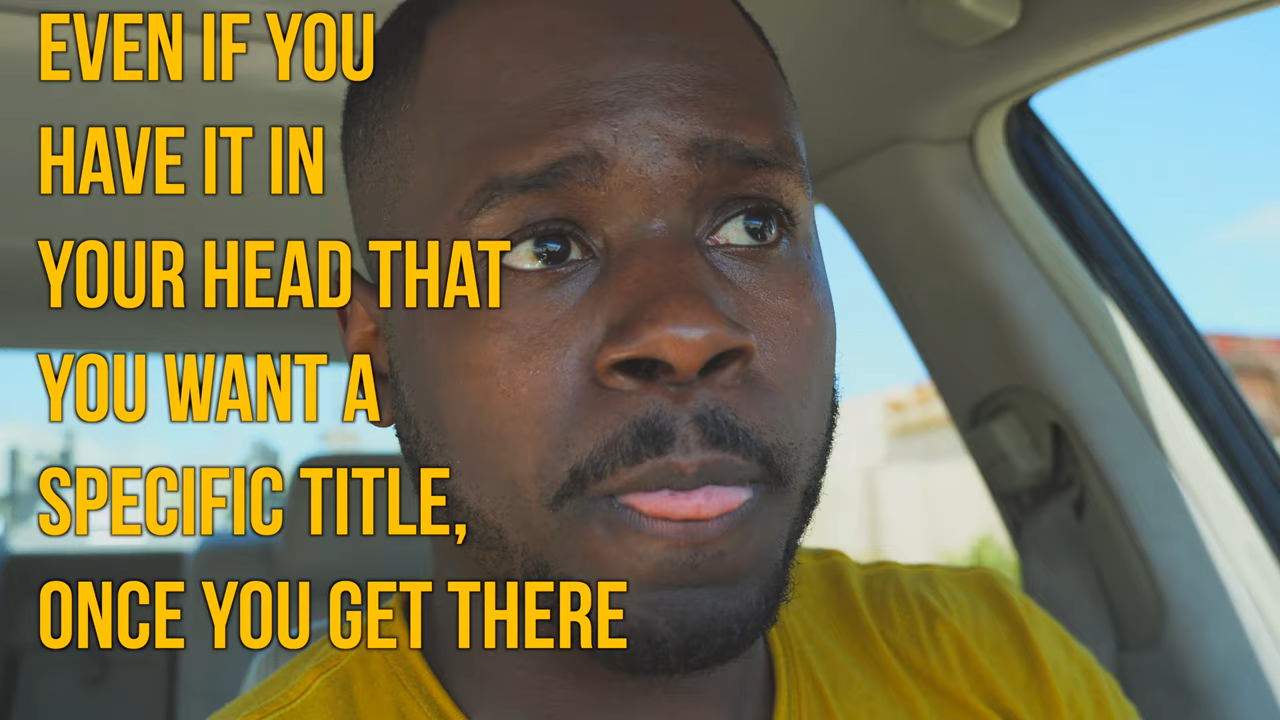 EVEN IF YOU
HAVE IT IN
YOUR HEAD THAT
YOU WANT A
SPECIFIC TITLE,
ONCE YOU GET THERE